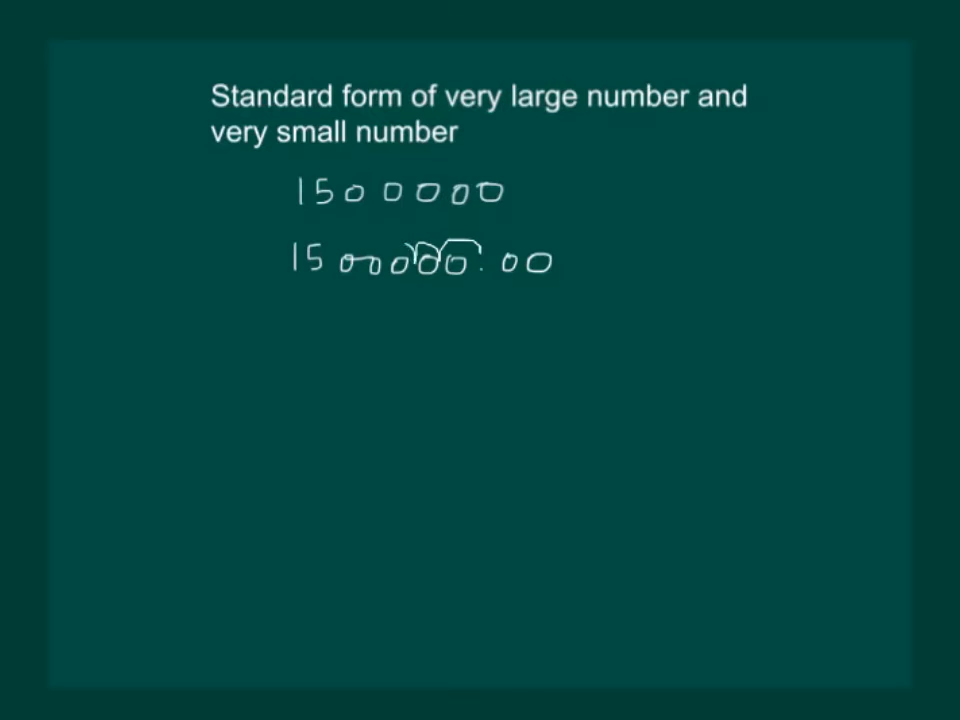 Standard form of very large number and
very small number
1500000
1500000.00